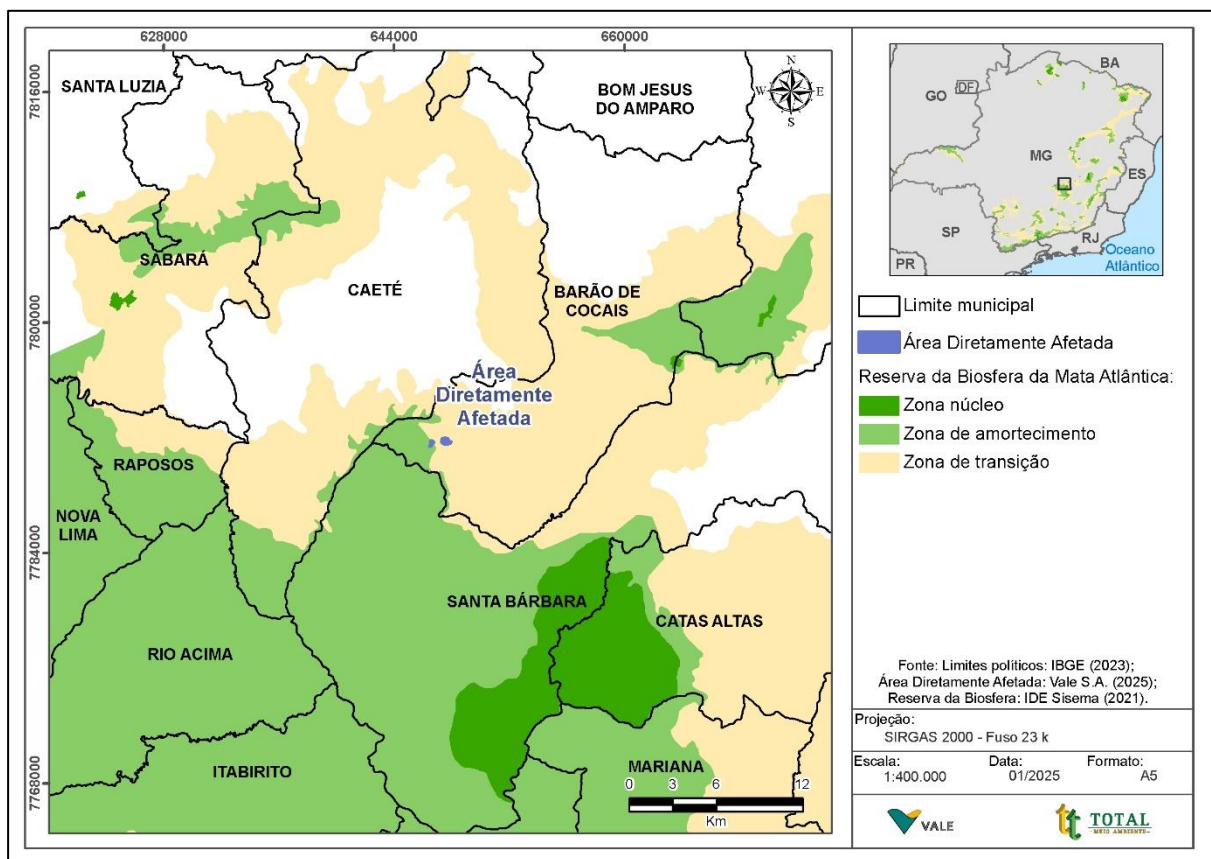 628000
644000
660000
7816000
7800000
7784000
7768000
SANTA LUZIA
BOM JESUS
DO AMPARO
N
W
E
S
SABARÁ
CAETÉ
BARÃO DE
COCAIS
Área
Diretamente
Afetada
RAPOSOS
NOVA
LIMA
SANTA BÁRBARA
CATAS ALTAS
RIO ACIMA
ITABIRITO
MARIANA
0 3 6 12
Km
BA
GO
DF
MG
ES
SP
RJ
PR
Oceano
Atlântico
Limite municipal
Área Diretamente Afetada
Reserva da Biosfera da Mata Atlântica:
Zona núcleo
Zona de amortecimento
Zona de transição
Fonte: Limites políticos: IBGE (2023);
Área Diretamente Afetada: Vale S.A. (2025);
Reserva da Biosfera: IDE Sisema (2021).
Projeção:
SIRGAS 2000 - Fuso 23 k
Escala: Data: Formato:
1:400.000 01/2025 A5
VALE
TOTAL
MEIO AMBIENTE